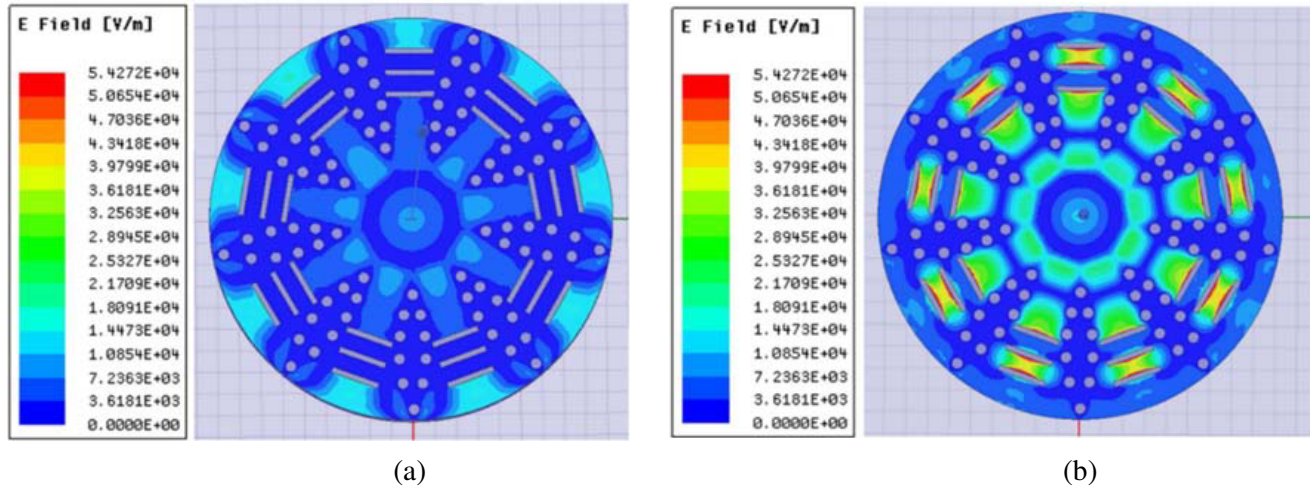 E Field [V/m]
5.4272E+04
5.0654E+04
4.7036E+04
4.3418E+04
3.9799E+04
3.6181E+04
3.2563E+04
2.8945E+04
2.5327E+04
2.1709E+04
1.8091E+04
1.4473E+04
1.0854E+04
7.2363E+03
3.6181E+03
0.0000E+00
(a)
E Field [V/m]
5.4272E+04
5.0654E+04
4.7036E+04
4.3418E+04
3.9799E+04
3.6181E+04
3.2563E+04
2.8945E+04
2.5327E+04
2.1709E+04
1.8091E+04
1.4473E+04
1.0854E+04
7.2363E+03
3.6181E+03
0.0000E+00
(b)